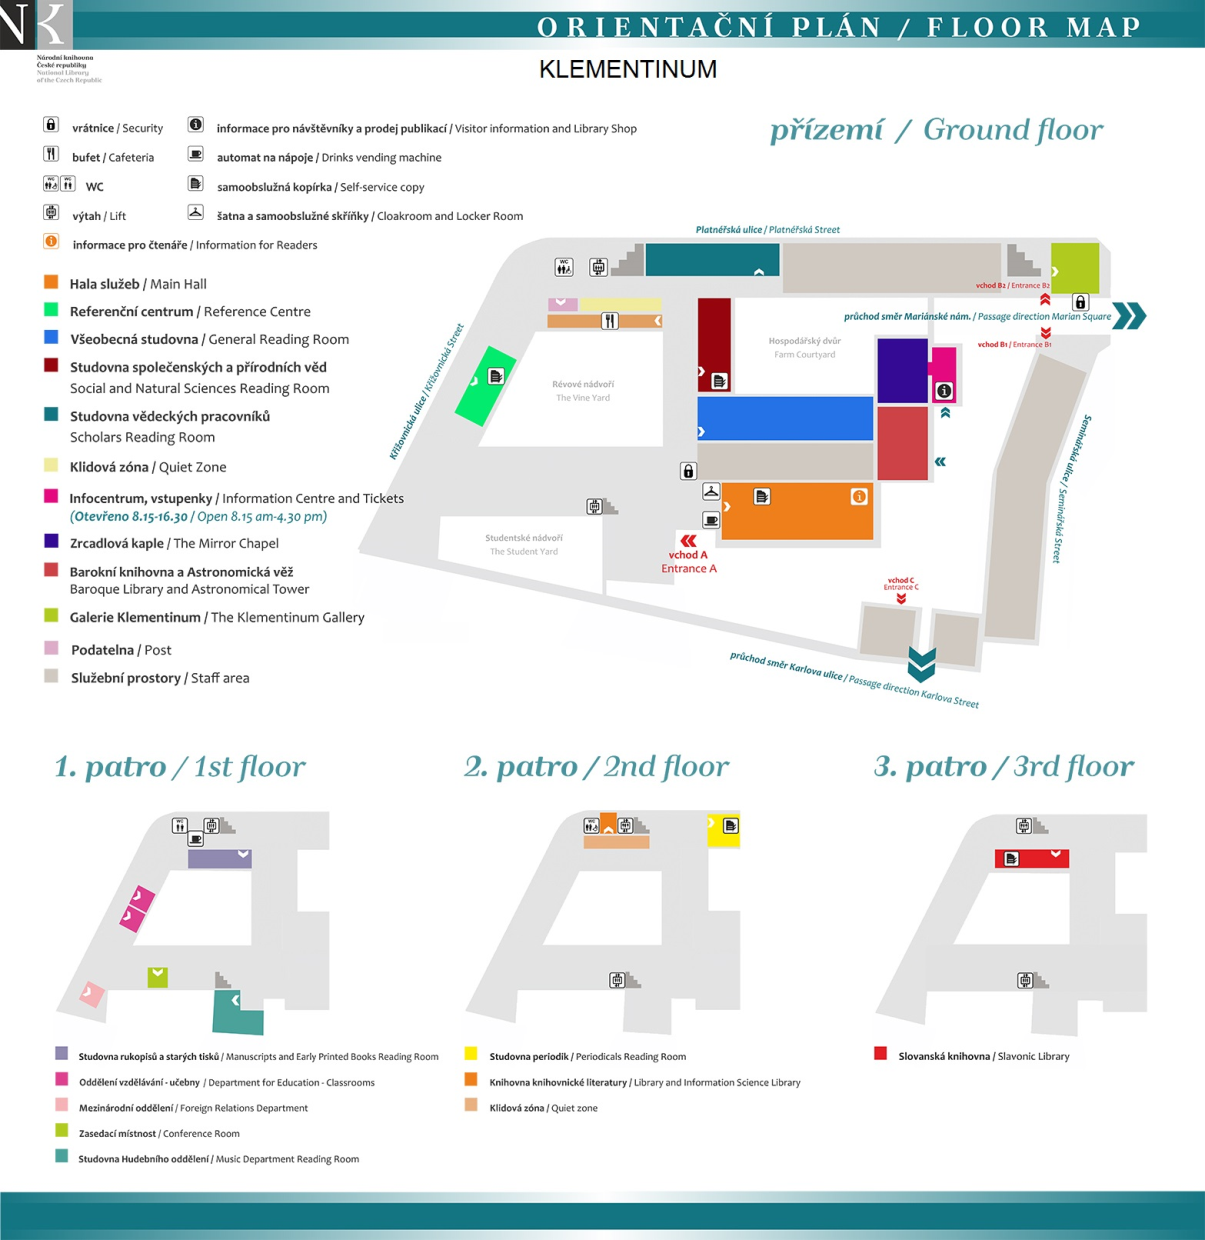 NK
ORIENTAČNÍ PLÁN / FLOOR MAP
Národní knihovna
České republiky
National Library
of the Czech Republic
KLEMENTINUM
vrátnice / Security
informace pro návštěvníky a prodej publikací / Visitor information and Library Shop
bufet / Cafeteria
automat na nápoje / Drinks vending machine
WC
samoobslužná kopírka / Self-service copy
výtah / Lift
šatna a samoobslužné skříňky / Cloakroom and Locker Room
informace pro čtenáře / Information for Readers
Hala služeb / Main Hall
Referenční centrum / Reference Centre
Všeobecná studovna / General Reading Room
Studovna společenských a přírodních věd
Social and Natural Sciences Reading Room
Studovna vědeckých pracovníků
Scholars Reading Room
Klidová zóna / Quiet Zone
Infocentrum, vstupenky / Information Centre and Tickets
(Otevřeno 8.15-16.30 / Open 8.15 am-4.30 pm)
Zrcadlová kaple / The Mirror Chapel
Barokní knihovna a Astronomická věž
Baroque Library and Astronomical Tower
Galerie Klementinum / The Klementinum Gallery
Podatelna / Post
Služební prostory / Staff area
přízemí / Ground floor
Platnéřská ulice / Platnéřská Street
WC
vchod B2 / Entrance B2
průchod směr Mariánské nám. / Passage direction Marian Square
vchod B1 / Entrance B1
Hospodářský dvůr
Farm Courtyard
Křížovnická ulice / Křížovnická Street
Révové nádvoří
The Vine Yard
Seminářská ulice / Seminářská Street
Studentské nádvoří
The Student Yard
vchod A
Entrance A
vchod C
Entrance C
průchod směr Karlova ulice / Passage direction Karlova Street
1. patro / 1st floor
WC
Studovna rukopisů a starých tisků / Manuscripts and Early Printed Books Reading Room
Oddělení vzdělávání - učebny / Department for Education - Classrooms
Mezinárodní oddělení / Foreign Relations Department
Zasedací místnost / Conference Room
Studovna Hudebního oddělení / Music Department Reading Room
2. patro / 2nd floor
WC
Studovna periodik / Periodicals Reading Room
Knihovna knihovnické literatury / Library and Information Science Library
Klidová zóna / Quiet zone
3. patro / 3rd floor
Slovanská knihovna / Slavonic Library